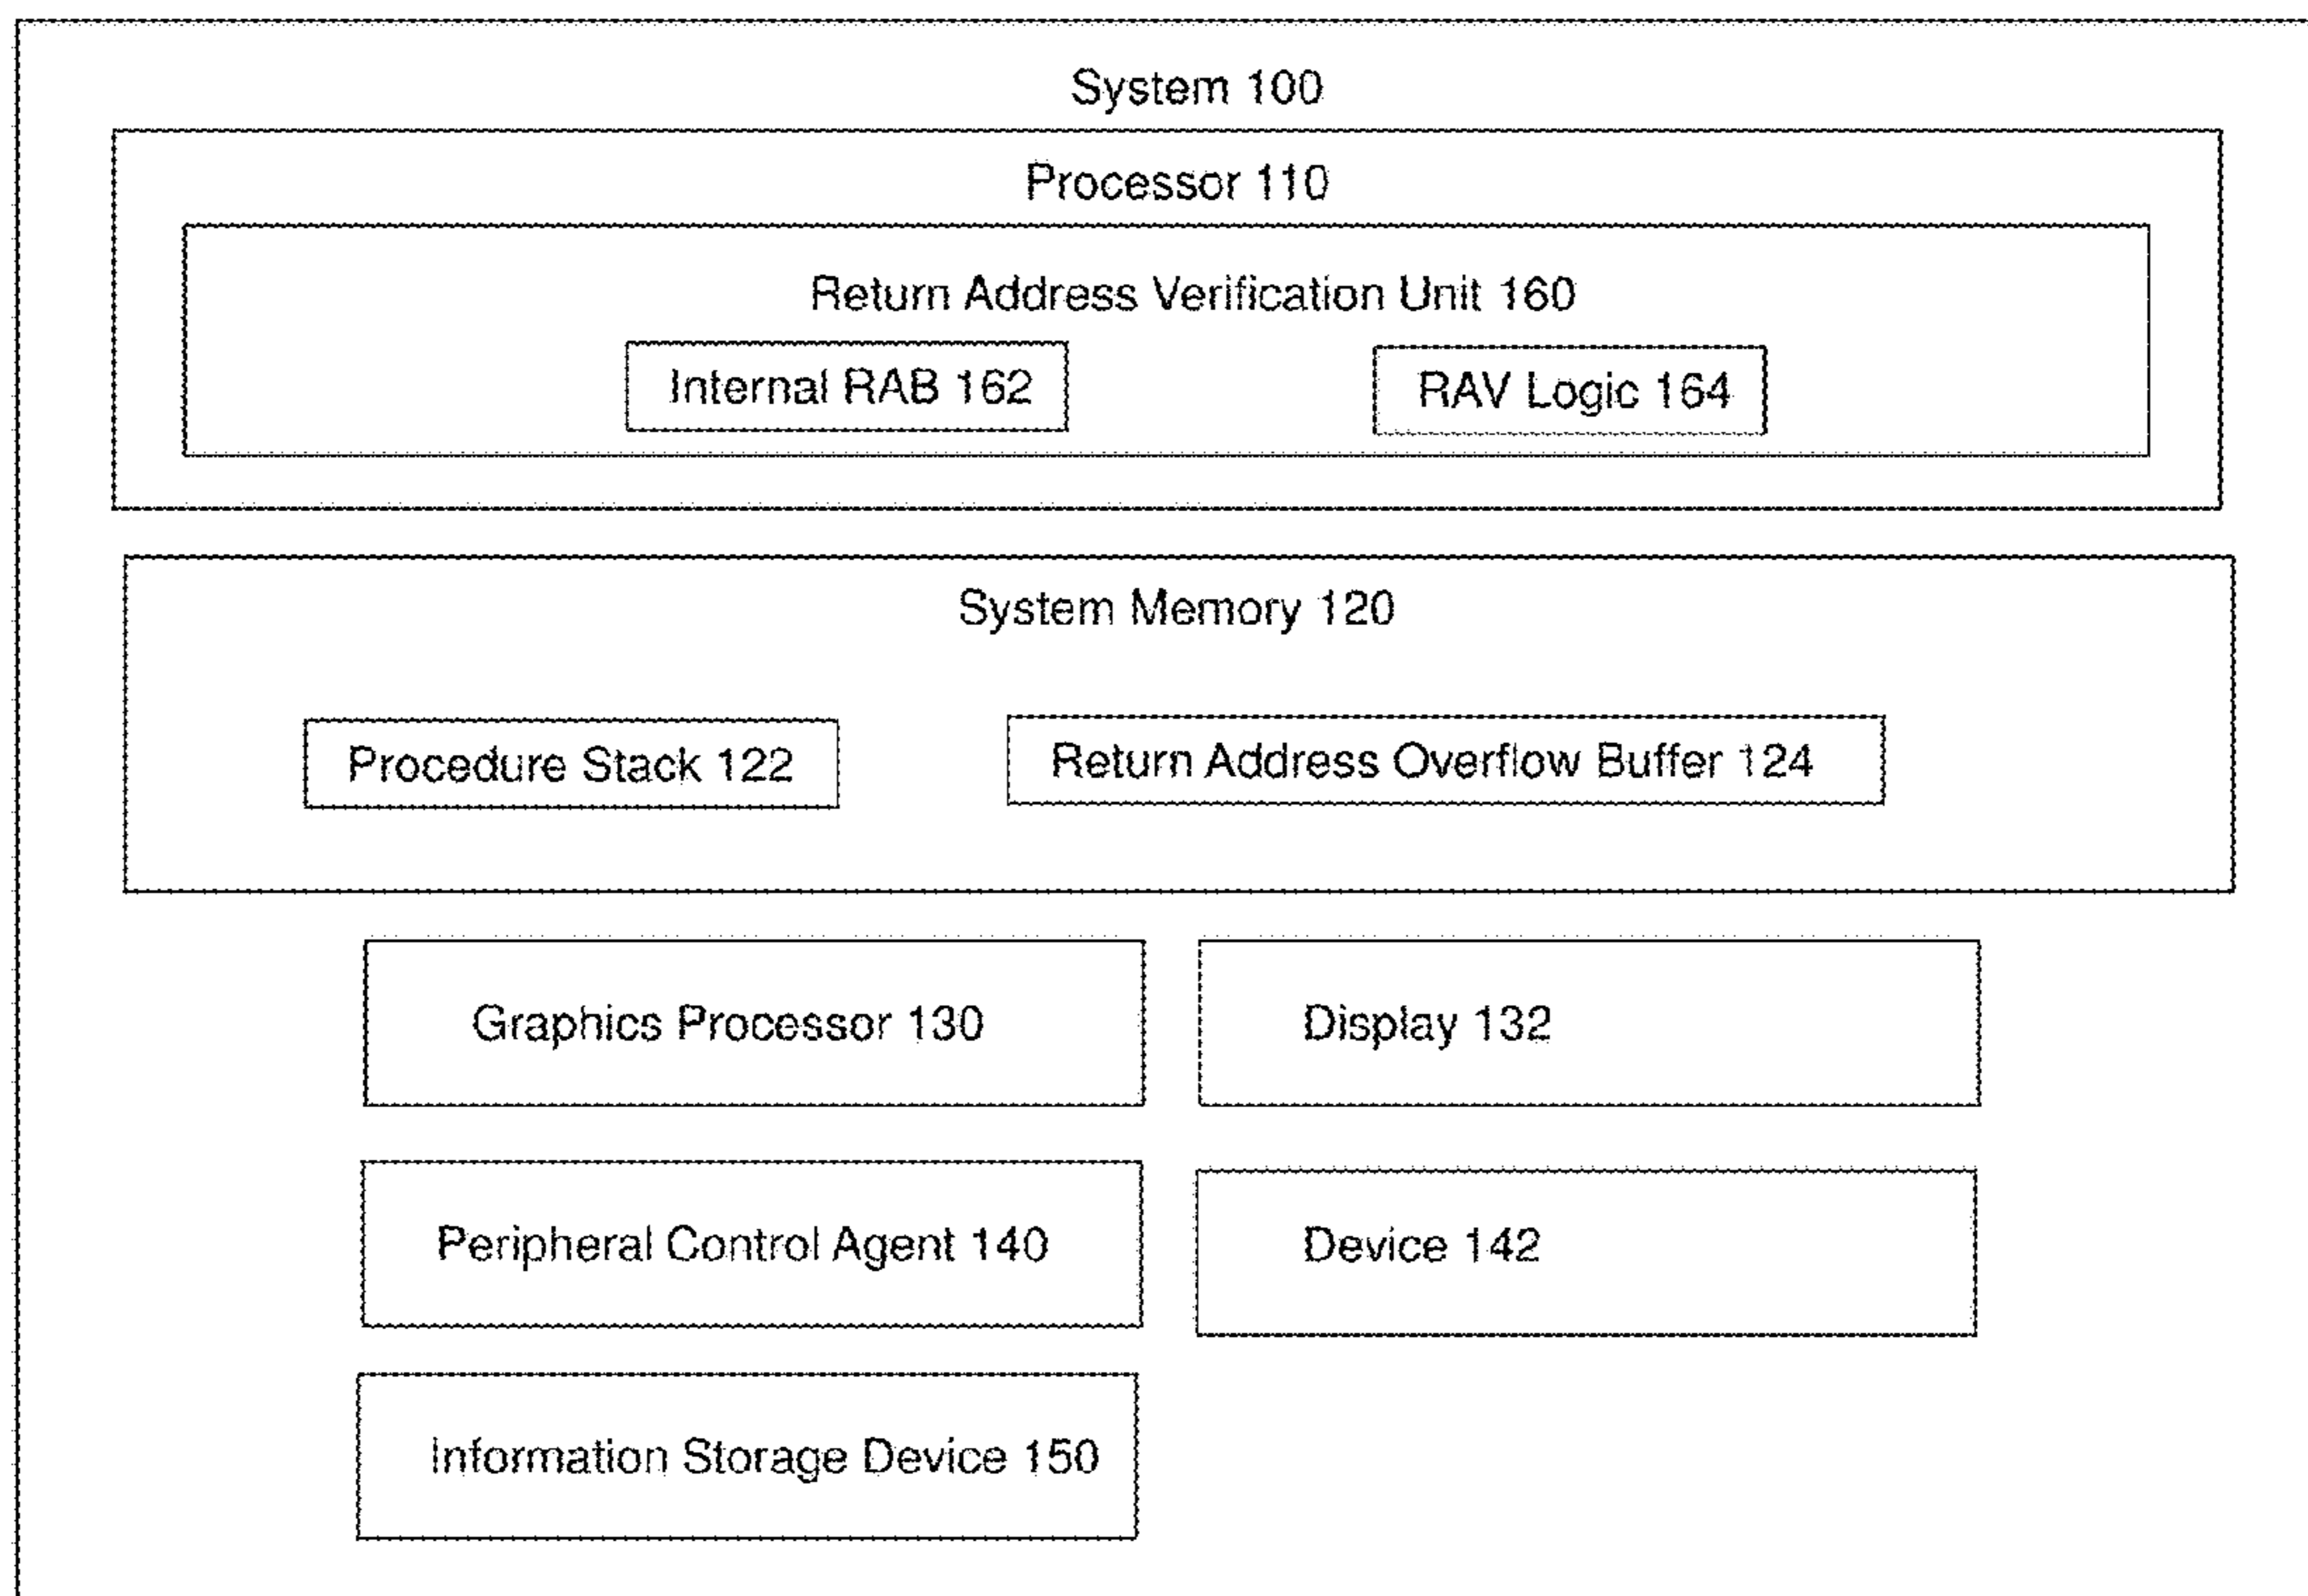 System 100
Processor 110
Return Address Verification Unit 160
Internal RAB 162
RAV Logic 164
System Memory 120
Procedure Stack 122
Return Address Overflow Buffer 124
Graphics Processor 130
Display 132
Peripheral Control Agent 140
Device 142
Information Storage Device 150